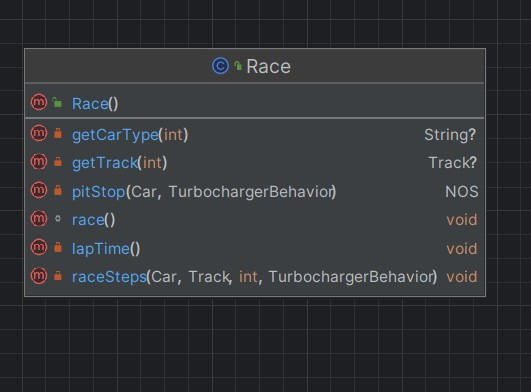 C Race
m Race()
m getCarType(int) String?
m getTrack(int) Track?
m pitStop(Car, TurbochargerBehavior) NOS
m race() void
m lapTime() void
m raceSteps(Car, Track, int, TurbochargerBehavior) void